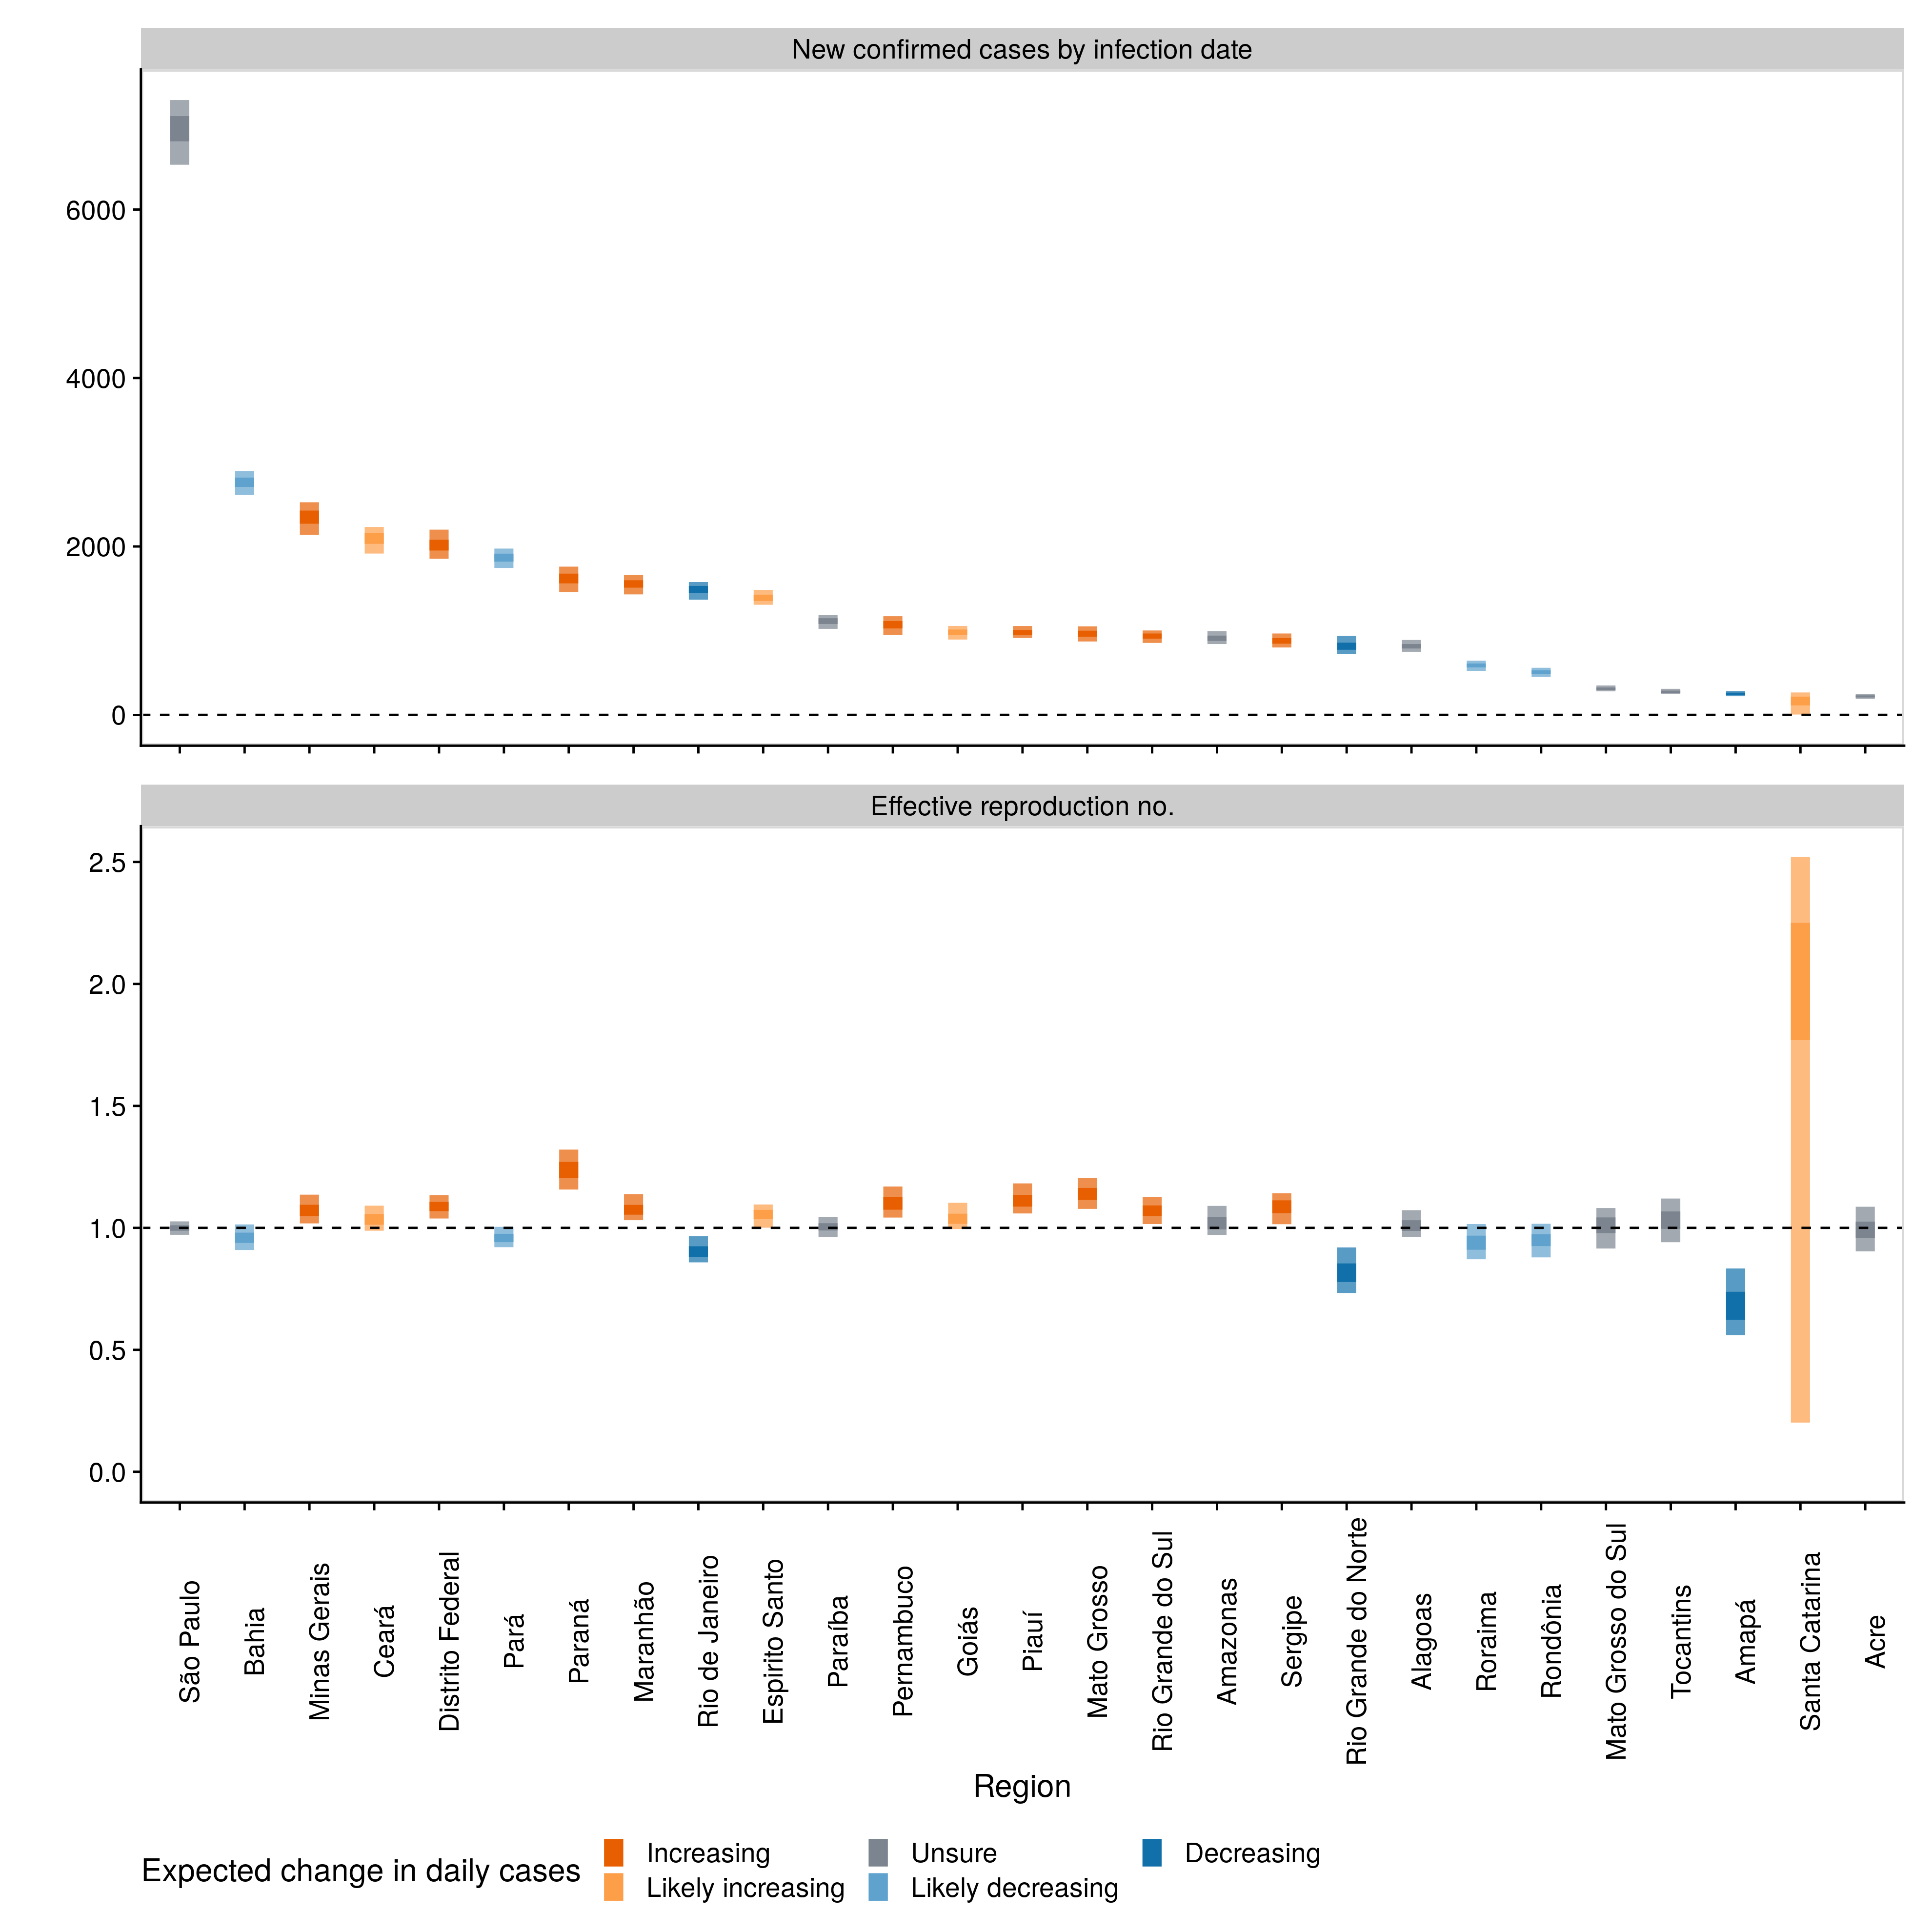 New confirmed cases by infection date
6000
4000
2000
0
Effective reproduction no.
2.5
2.0
1.5
1.0
0.5
0.0
São Paulo
Bahia
Minas Gerais
Ceará
Distrito Federal
Pará
Paraná
Maranhão
Rio de Janeiro
Espirito Santo
Paraíba
Pernambuco
Goiás
Piauí
Mato Grosso
Rio Grande do Sul
Amazonas
Sergipe
Rio Grande do Norte
Alagoas
Roraima
Rondônia
Mato Grosso do Sul
Tocantins
Amapá
Santa Catarina
Acre
Region
Expected change in daily cases
Increasing
Likely increasing
Unsure
Likely decreasing
Decreasing